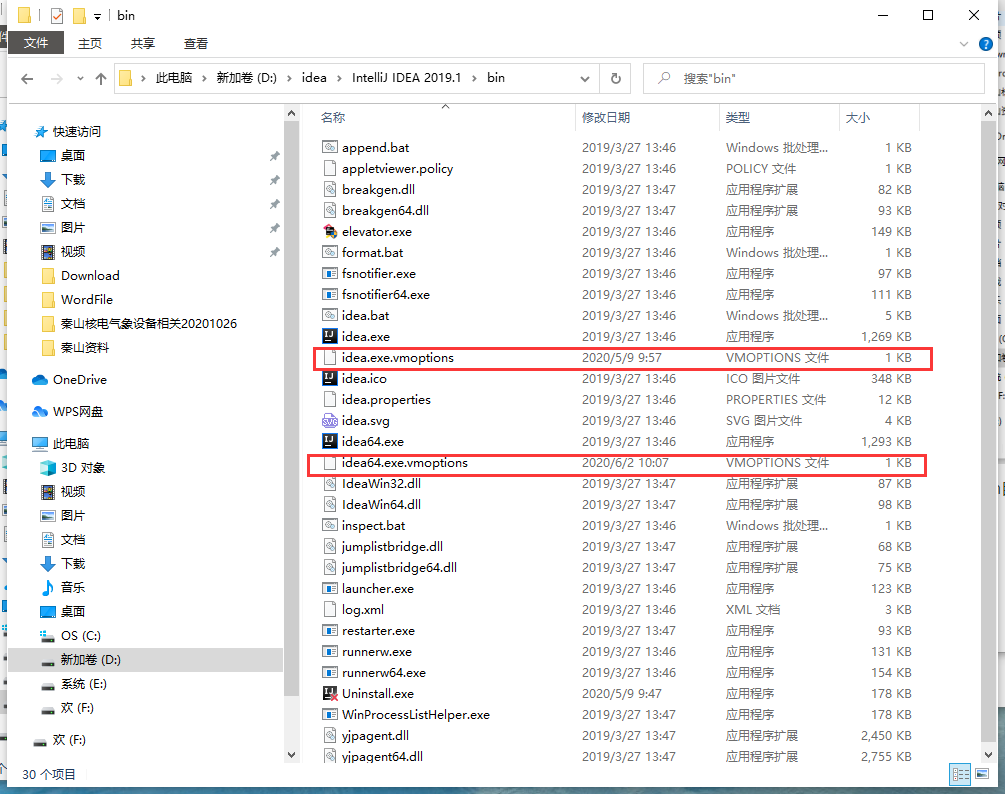 bin
文件 主页 共享 查看
此电脑 新加卷 (D:) idea IntelliJ IDEA 2019.1 bin 搜索"bin"
快速访问
桌面
下载
文档
图片
视频
Download
WordFile
秦山核电气象设备相关20201026
秦山资料
OneDrive
WPS网盘
此电脑
3D 对象
视频
图片
文档
下载
音乐
桌面
OS (C:)
新加卷 (D:)
系统 (E:)
欢 (F:)
欢 (F:)
名称 修改日期 类型 大小
append.bat 2019/3/27 13:46 Windows 批处理... 1 KB
appletviewer.policy 2019/3/27 13:46 POLICY 文件 1 KB
breakgen.dll 2019/3/27 13:47 应用程序扩展 82 KB
breakgen64.dll 2019/3/27 13:47 应用程序扩展 93 KB
elevator.exe 2019/3/27 13:46 应用程序 149 KB
format.bat 2019/3/27 13:46 Windows 批处理... 1 KB
fsnotifier.exe 2019/3/27 13:46 应用程序 97 KB
fsnotifier64.exe 2019/3/27 13:46 应用程序 111 KB
idea.bat 2019/3/27 13:46 Windows 批处理... 5 KB
idea.exe 2019/3/27 13:46 应用程序 1,269 KB
idea.exe.vmoptions 2020/5/9 9:57 VMOPTIONS 文件 1 KB
idea.ico 2019/3/27 13:46 ICO 图片文件 348 KB
idea.properties 2019/3/27 13:46 PROPERTIES 文件 12 KB
idea.svg 2019/3/27 13:46 SVG 图片文件 4 KB
idea64.exe 2019/3/27 13:46 应用程序 1,293 KB
idea64.exe.vmoptions 2020/6/2 10:07 VMOPTIONS 文件 1 KB
IdeaWin32.dll 2019/3/27 13:47 应用程序扩展 87 KB
IdeaWin64.dll 2019/3/27 13:47 应用程序扩展 98 KB
inspect.bat 2019/3/27 13:46 Windows 批处理... 1 KB
jumplistbridge.dll 2019/3/27 13:47 应用程序扩展 68 KB
jumplistbridge64.dll 2019/3/27 13:47 应用程序扩展 75 KB
launcher.exe 2019/3/27 13:46 应用程序 123 KB
log.xml 2019/3/27 13:46 XML 文档 3 KB
restarter.exe 2019/3/27 13:47 应用程序 93 KB
runnerw.exe 2019/3/27 13:47 应用程序 131 KB
runnerw64.exe 2019/3/27 13:47 应用程序 154 KB
Uninstall.exe 2020/5/9 9:47 应用程序 178 KB
WinProcessListHelper.exe 2019/3/27 13:47 应用程序 178 KB
yjpagent.dll 2019/3/27 13:47 应用程序扩展 2,450 KB
yjpagent64.dll 2019/3/27 13:47 应用程序扩展 2,755 KB
30 个项目